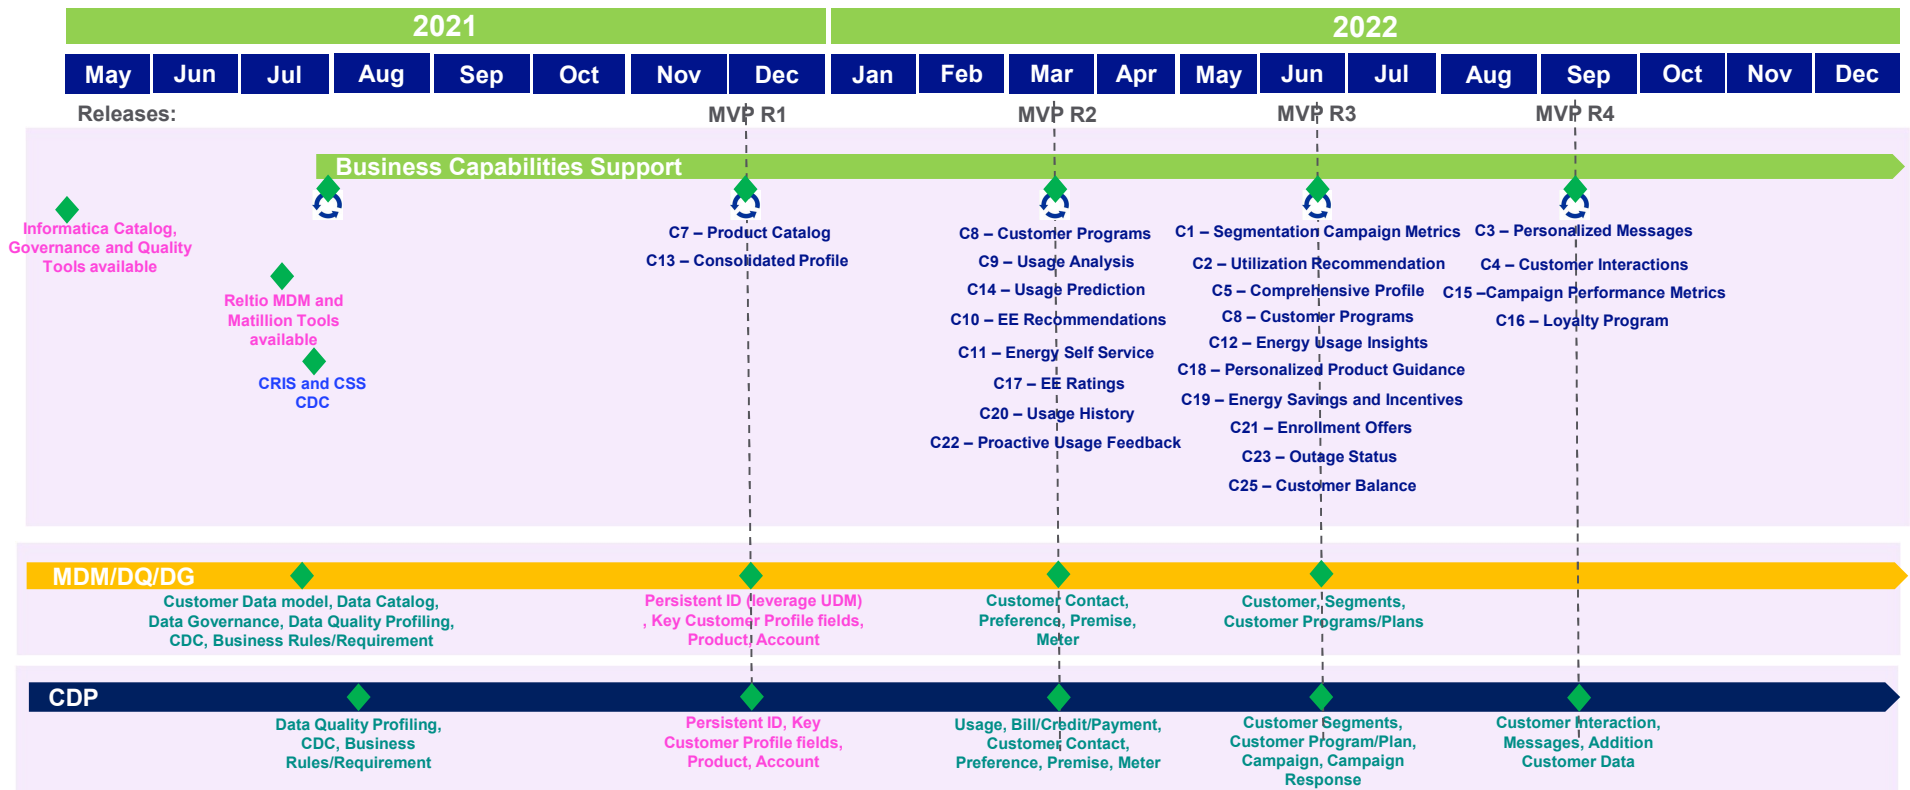 2021
2022
May
Jun
Jul
Aug
Sep
Oct
Nov
Dec
Jan
Feb
Mar
Apr
May
Jun
Jul
Aug
Sep
Oct
Nov
Dec
Releases:
MVP R1
MVP R2
MVP R3
MVP R4
Business Capabilities Support
Informatica Catalog,
Governance and Quality
Tools available
Reltio MDM and
Matillion Tools
available
CRIS and CSS
CDC
C7 – Product Catalog
C13 – Consolidated Profile
C8 – Customer Programs
C9 – Usage Analysis
C14 – Usage Prediction
C10 – EE Recommendations
C11 – Energy Self Service
C17 – EE Ratings
C20 – Usage History
C22 – Proactive Usage Feedback
C1 – Segmentation Campaign Metrics
C2 – Utilization Recommendation
C5 – Comprehensive Profile
C8 – Customer Programs
C12 – Energy Usage Insights
C18 – Personalized Product Guidance
C19 – Energy Savings and Incentives
C21 – Enrollment Offers
C23 – Outage Status
C25 – Customer Balance
C3 – Personalized Messages
C4 – Customer Interactions
C15 –Campaign Performance Metrics
C16 – Loyalty Program
MDM/DQ/DG
Customer Data model, Data Catalog,
Data Governance, Data Quality Profiling,
CDC, Business Rules/Requirement
Persistent ID (leverage UDM)
, Key Customer Profile fields,
Product, Account
Customer Contact,
Preference, Premise,
Meter
Customer, Segments,
Customer Programs/Plans
CDP
Data Quality Profiling,
CDC, Business
Rules/Requirement
Persistent ID, Key
Customer Profile fields,
Product, Account
Usage, Bill/Credit/Payment,
Customer Contact,
Preference, Premise, Meter
Customer Segments,
Customer Program/Plan,
Campaign, Campaign
Response
Customer Interaction,
Messages, Addition
Customer Data